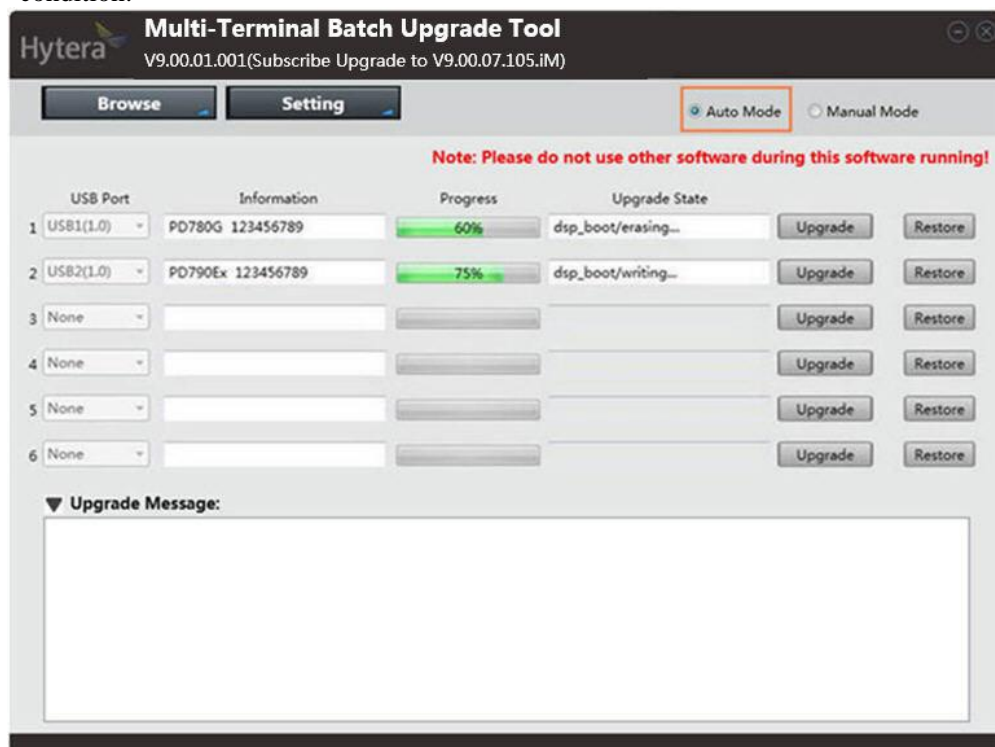 condition.
Hytera
Multi-Terminal Batch Upgrade Tool
V9.00.01.001(Subscribe Upgrade to V9.00.07.105.iM)
Browse Setting Auto Mode Manual Mode
Note: Please do not use other software during this software running!
USB Port Information Progress Upgrade State
1 USB1(1.0) PD780G 123456789 60% dsp_boot/erasing... Upgrade Restore
2 USB2(1.0) PD790Ex 123456789 75% dsp_boot/writing... Upgrade Restore
3 None Upgrade Restore
4 None Upgrade Restore
5 None Upgrade Restore
6 None Upgrade Restore
Upgrade Message: